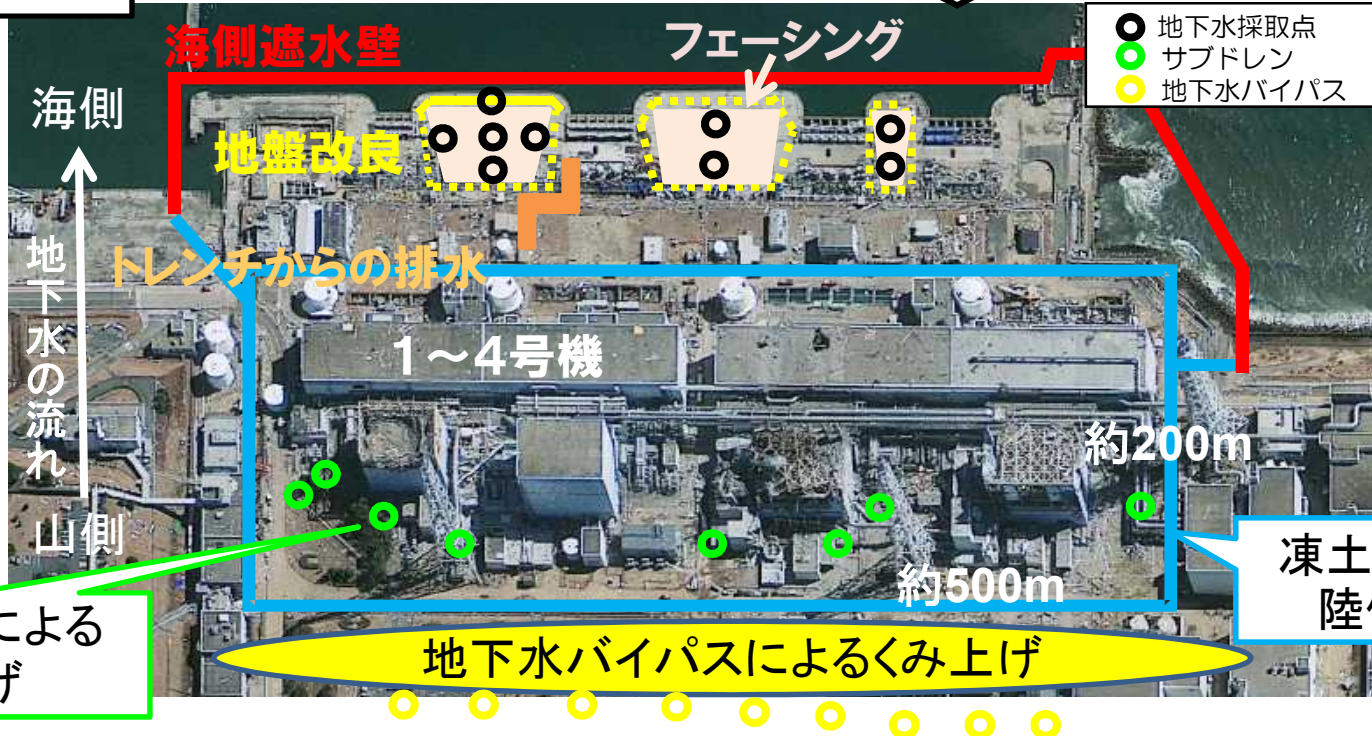 海側遮水壁
フェーシング
地下水採取点
サブドレン
地下水バイパス
海側
地盤改良
トレンチからの排水
地下水の流れ
1～4号機
約200m
山側
凍土
陸
約500m
による
げ
地下水バイパスによるくみ上げ